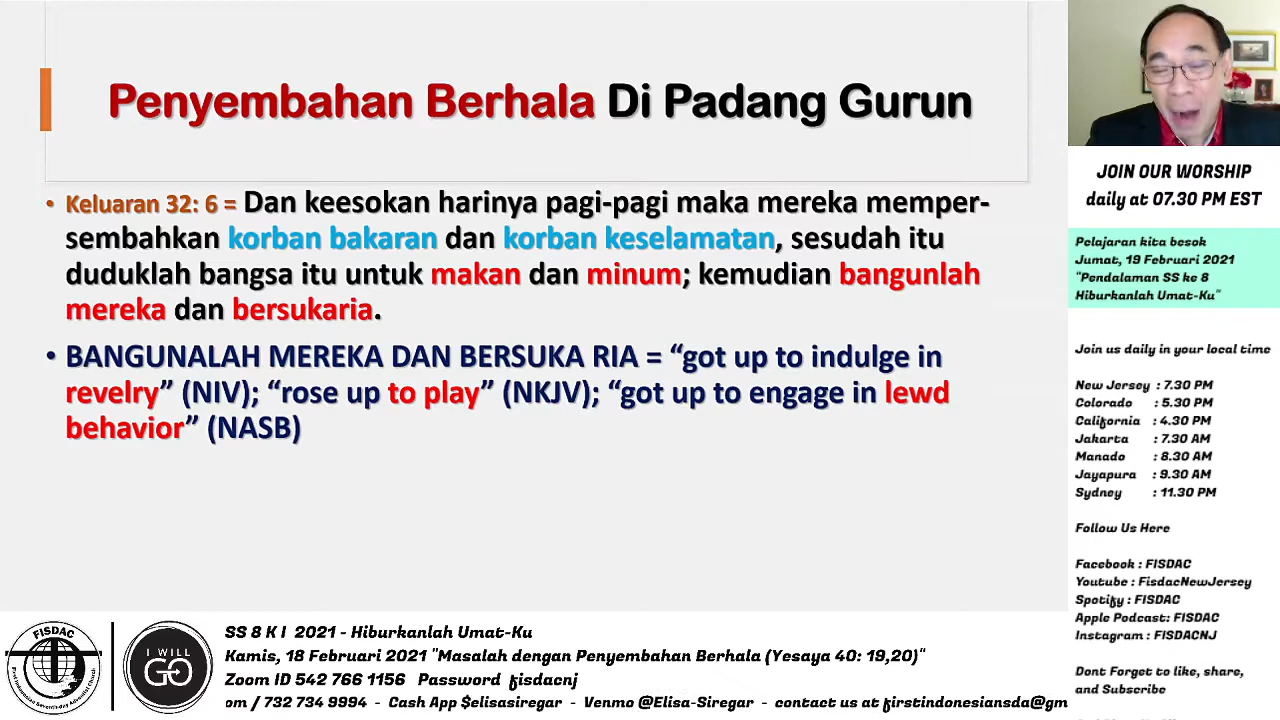 Penyembahan Berhala Di Padang Gurun
• Keluaran 32: 6 = Dan keesokan harinya pagi-pagi maka mereka memper-
sembahkan korban bakaran dan korban keselamatan, sesudah itu
duduklah bangsa itu untuk makan dan minum; kemudian bangunlah
mereka dan bersukaria.
• BANGUNALAH MEREKA DAN BERSUKA RIA = “got up to indulge in
revelry” (NIV); “rose up to play” (NKJV); “got up to engage in lewd
behavior” (NASB)
JOIN OUR WORSHIP
daily at 07.30 PM EST
Pelajaran kita besok
Jumat, 19 Februari 2021
"Pendalaman SS ke 8
Hiburkanlah Umat-Ku"
Join us daily in your local time
New Jersey : 7.30 PM
Colorado : 5.30 PM
California : 4.30 PM
Jakarta : 7.30 AM
Manado : 8.30 AM
Jayapura : 9.30 AM
Sydney : 11.30 PM
Follow Us Here
Facebook : FISDAC
Youtube : FisdacNewJersey
Spotify : FISDAC
Apple Podcast: FISDAC
Instagram : FISDACNJ
Dont Forget to like, share,
and Subscribe
FISDAC
First Indonesian Seventh-day Adventist Church
I WILL
GO
SS 8 K I 2021 - Hiburkanlah Umat-Ku
Kamis, 18 Februari 2021 "Masalah dengan Penyembahan Berhala (Yesaya 40: 19,20)"
Zoom ID 542 766 1156 Password fisdacnj
om / 732 734 9994 - Cash App $elisasiregar - Venmo @Elisa-Siregar - contact us at firstindonesiansda@gm